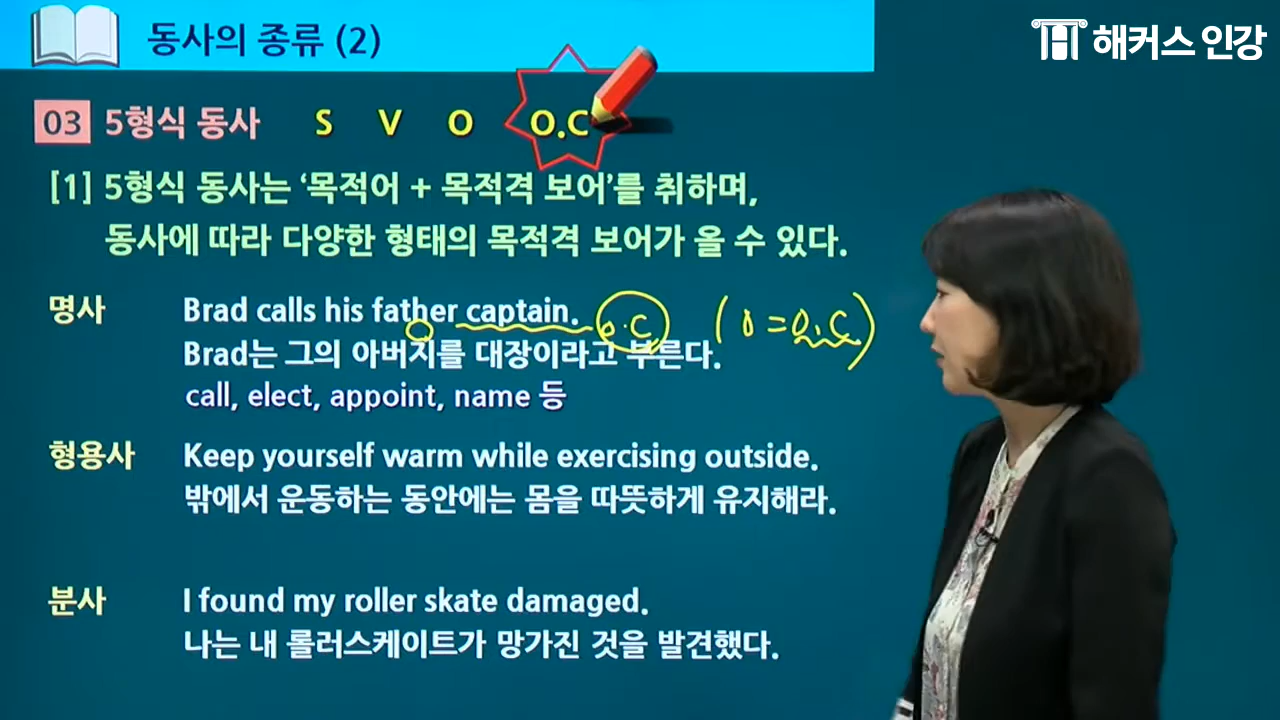 동사의 종류 (2)
해커스 인강
03 5형식 동사 S V O O.C
[1] 5형식 동사는 ‘목적어 + 목적격 보어’를 취하며,
동사에 따라 다양한 형태의 목적격 보어가 올 수 있다.
명사 Brad calls his father captain.
O O.C (O=O.C)
Brad는 그의 아버지를 대장이라고 부른다.
call, elect, appoint, name 등
형용사 Keep yourself warm while exercising outside.
밖에서 운동하는 동안에는 몸을 따뜻하게 유지해라.
분사 I found my roller skate damaged.
나는 내 롤러스케이트가 망가진 것을 발견했다.